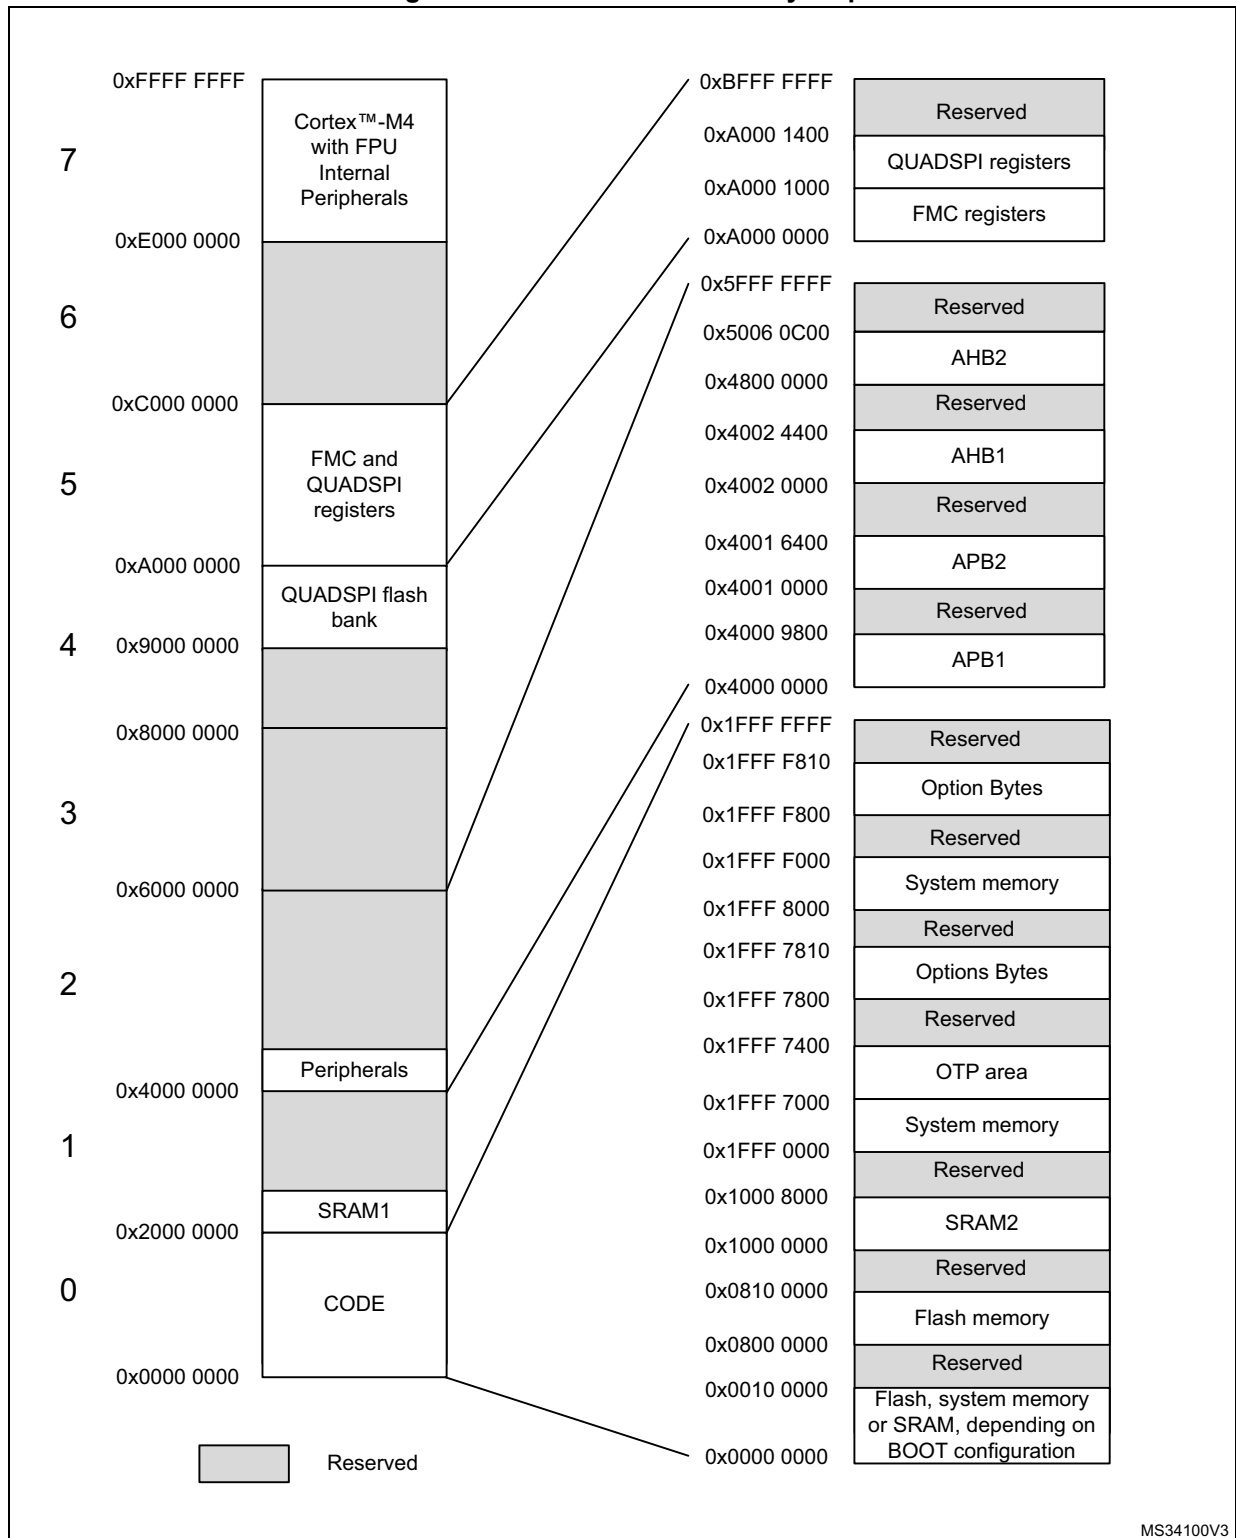 0xFFFF FFFF
Cortex™-M4
with FPU
Internal
Peripherals
7
0xE000 0000
6
0xC000 0000
FMC and
QUADSPI
registers
5
0xA000 0000
QUADSPI flash
bank
4
0x9000 0000
0x8000 0000
3
0x6000 0000
2
Peripherals
0x4000 0000
1
SRAM1
0x2000 0000
0
CODE
0x0000 0000
Reserved
0xBFFF FFFF
Reserved
0xA000 1400
QUADSPI registers
0xA000 1000
FMC registers
0xA000 0000
0x5FFF FFFF
Reserved
0x5006 0C00
AHB2
0x4800 0000
Reserved
0x4002 4400
AHB1
0x4002 0000
Reserved
0x4001 6400
APB2
0x4001 0000
Reserved
0x4000 9800
APB1
0x4000 0000
0x1FFF FFFF
Reserved
0x1FFF F810
Option Bytes
0x1FFF F800
Reserved
0x1FFF F000
System memory
0x1FFF 8000
Reserved
0x1FFF 7810
Options Bytes
0x1FFF 7800
Reserved
0x1FFF 7400
OTP area
0x1FFF 7000
System memory
0x1FFF 0000
Reserved
0x1000 8000
SRAM2
0x1000 0000
Reserved
0x0810 0000
Flash memory
0x0800 0000
Reserved
0x0010 0000
Flash, system memory
or SRAM, depending on
BOOT configuration
0x0000 0000
MS34100V3